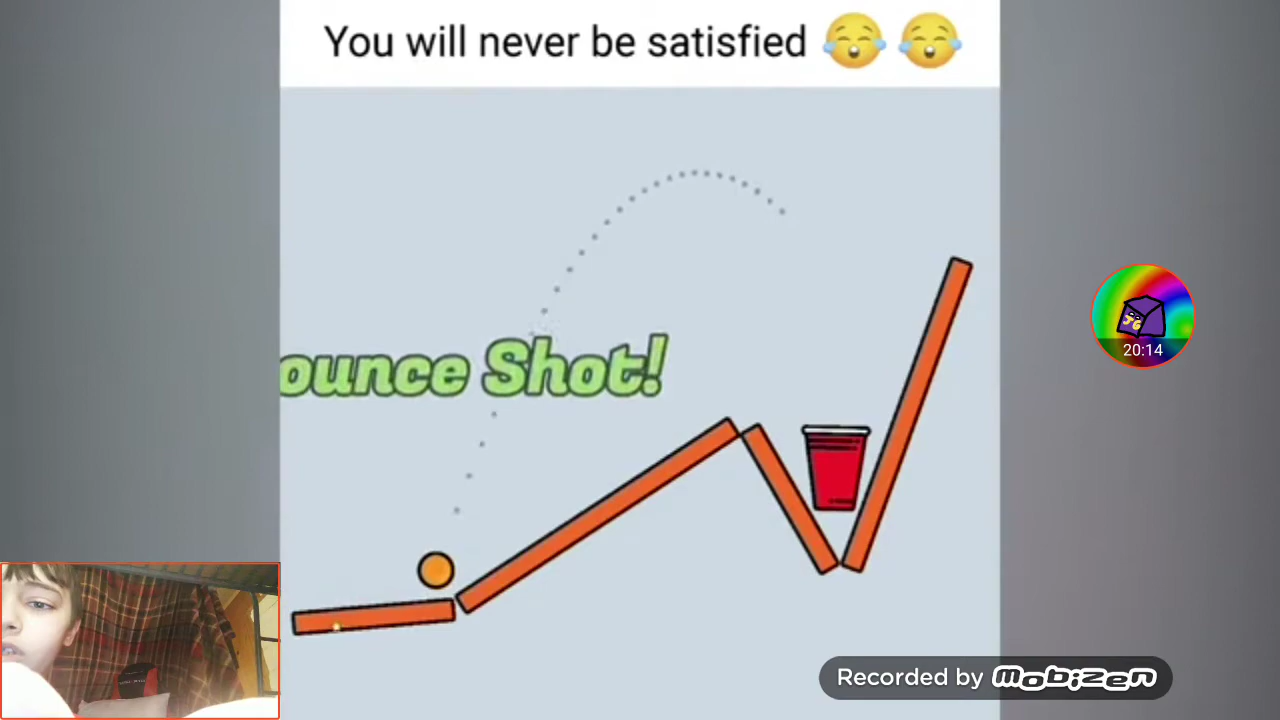 You will never be satisfied 😂 😂
ounce Shot!
20:14
Recorded by mobizen